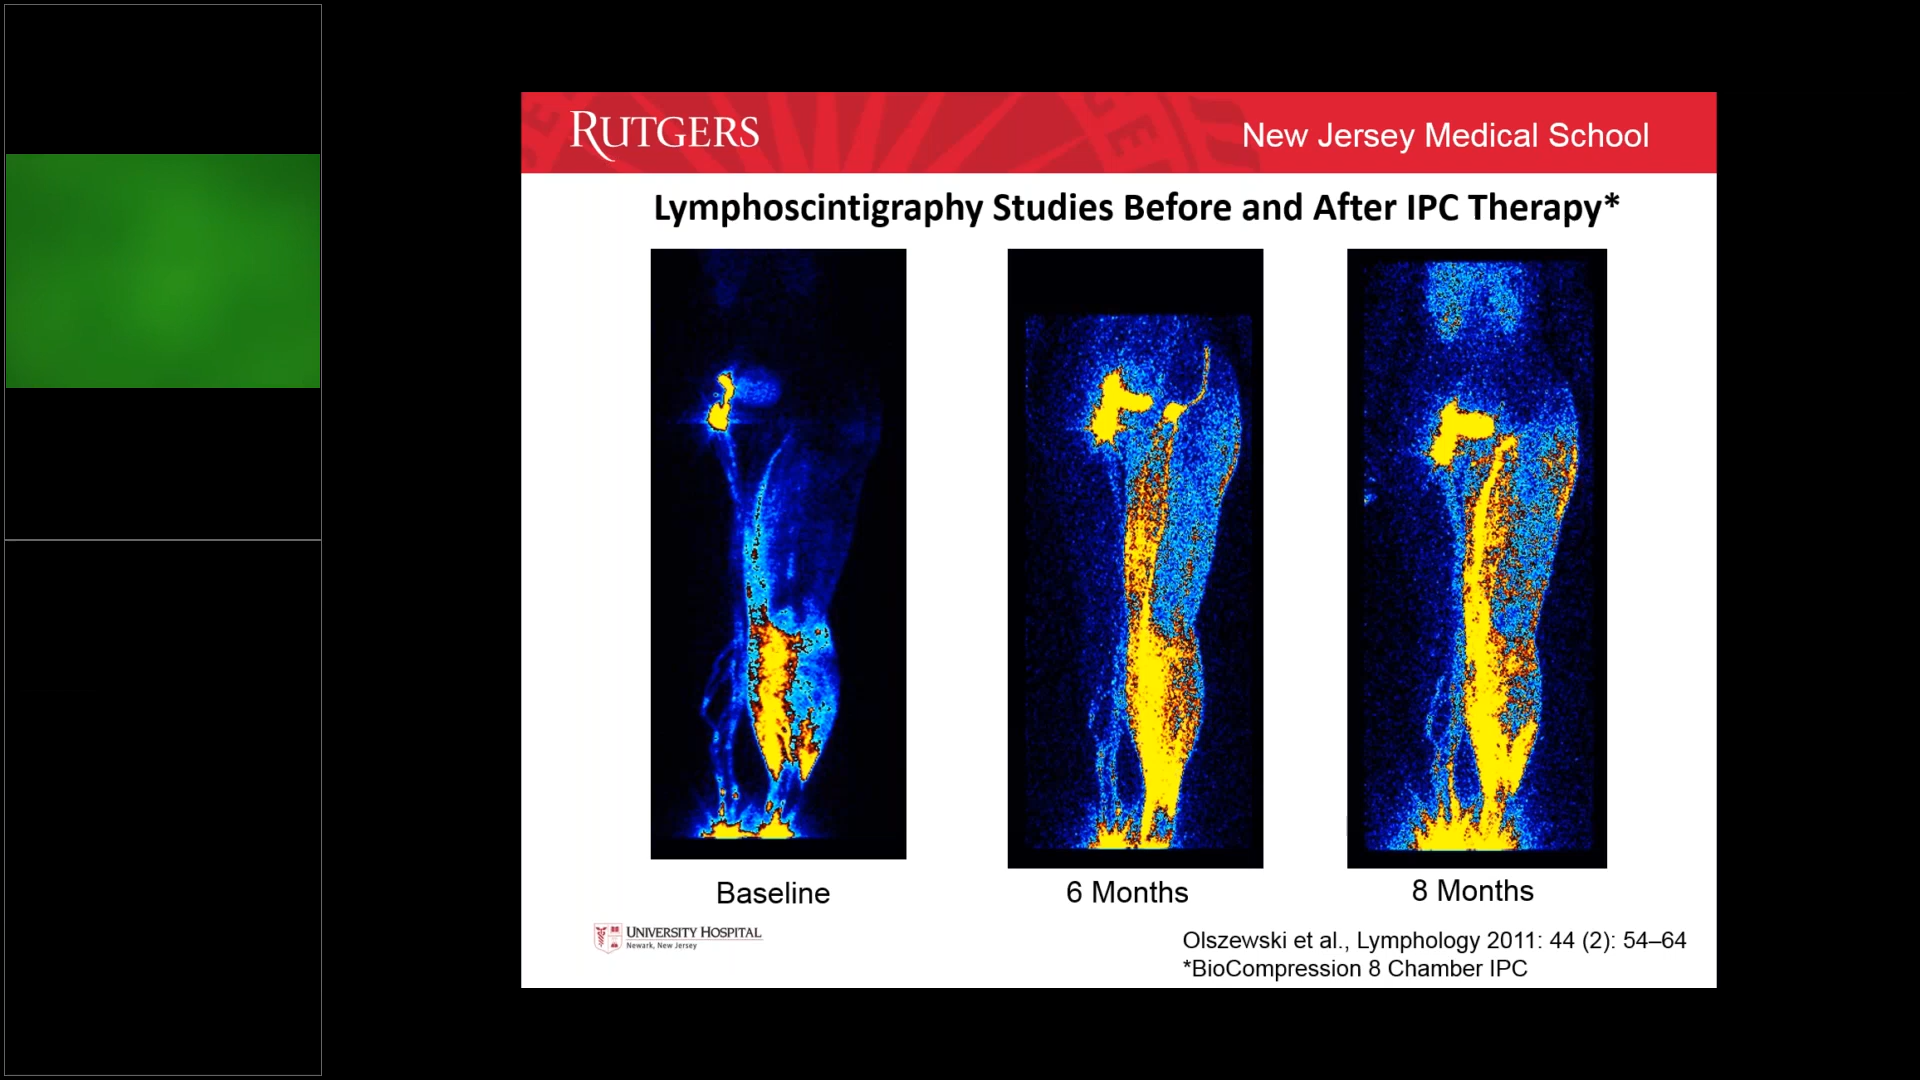 RUTGERS
New Jersey Medical School
Lymphoscintigraphy Studies Before and After IPC Therapy*
Baseline
6 Months
8 Months
UNIVERSITY HOSPITAL
Newark, New Jersey
Olszewski et al., Lymphology 2011: 44 (2): 54–64
*BioCompression 8 Chamber IPC